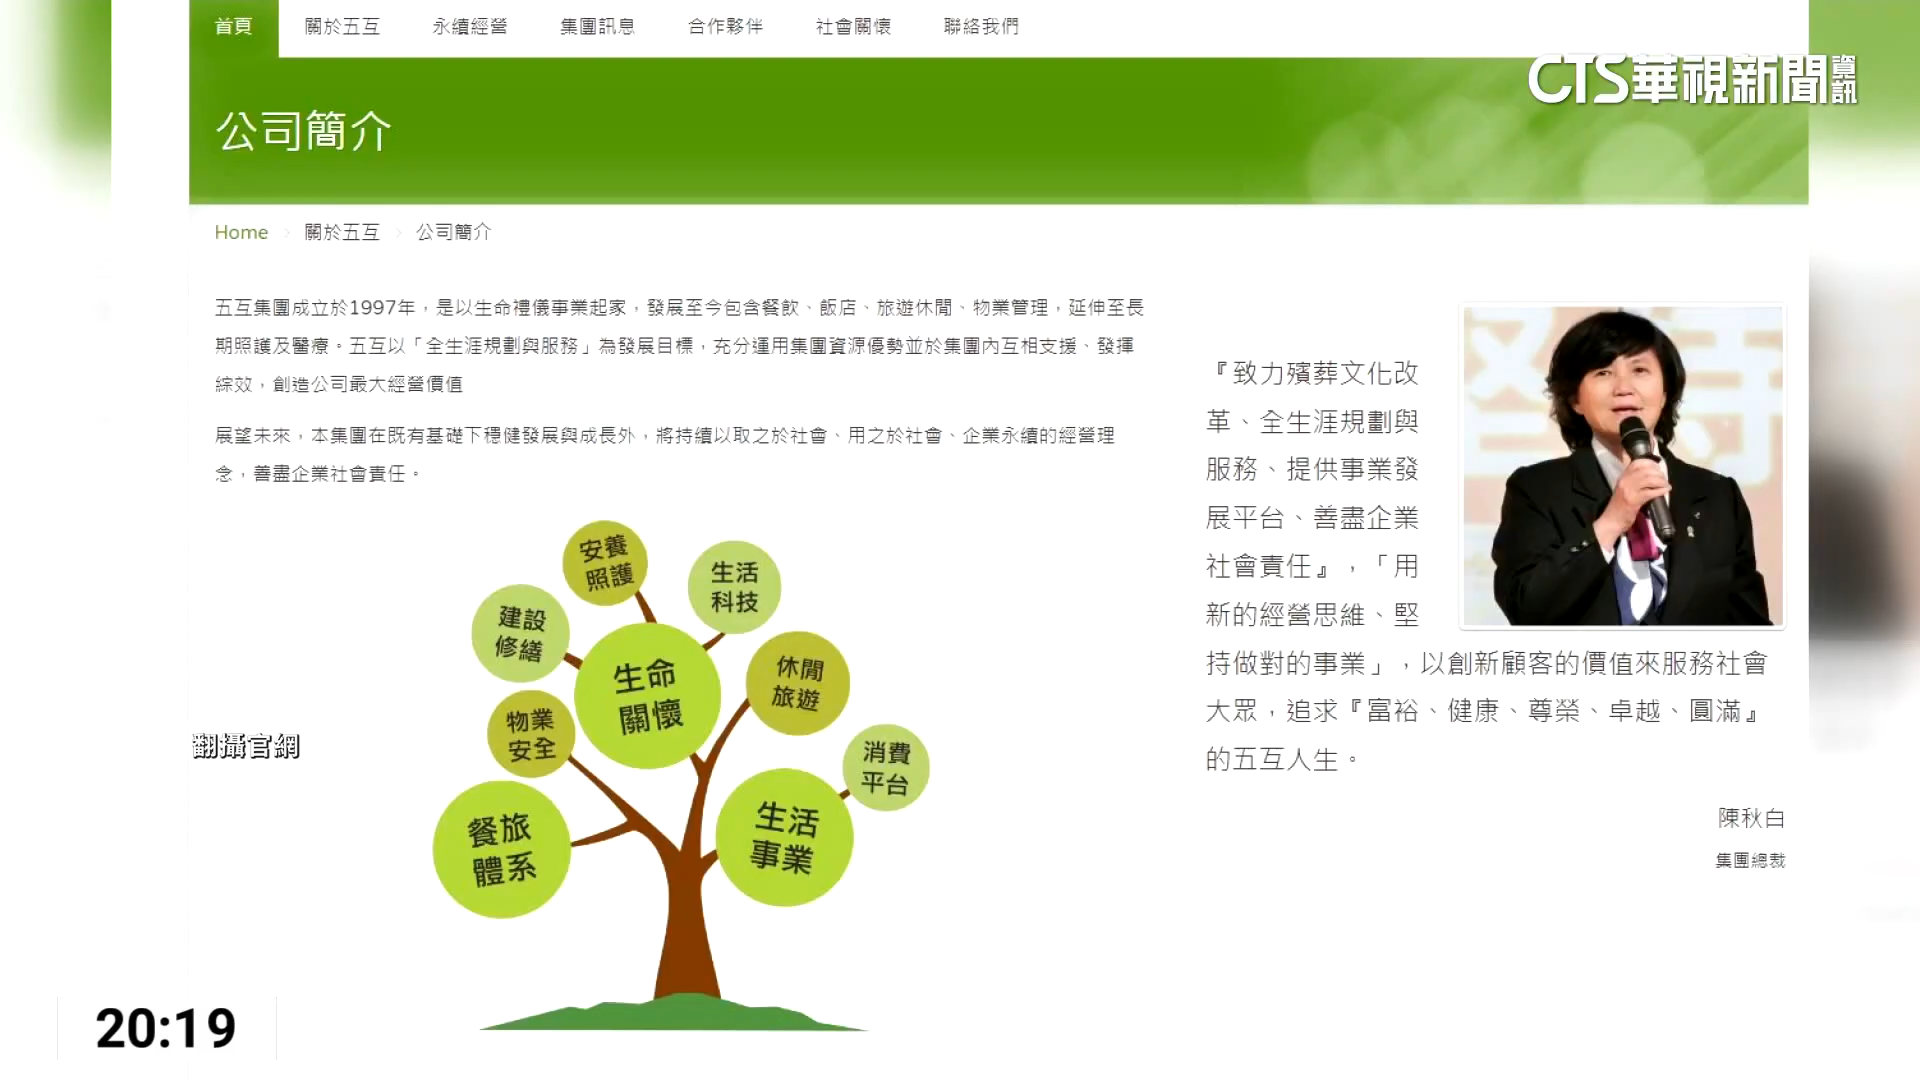 首頁 關於五互 永續經營 集團訊息 合作夥伴 社會關懷 聯絡我們
CTS華視新聞資訊
公司簡介
Home > 關於五互 > 公司簡介
五互集團成立於1997年，是以生命禮儀事業起家，發展至今包含餐飲、飯店、旅遊休閒、物業管理，延伸至長
期照護及醫療。五互以「全生涯規劃與服務」為發展目標，充分運用集團資源優勢並於集團內互相支援、發揮
綜效，創造公司最大經營價值
展望未來，本集團在既有基礎下穩健發展與成長外，將持續以取之於社會、用之於社會、企業永續的經營理
念，善盡企業社會責任。
安養
照護
生活
科技
建設
修繕
生命
關懷
休閒
旅遊
物業
安全
消費
平台
餐旅
體系
生活
事業
『致力殯葬文化改
革、全生涯規劃與
服務、提供事業發
展平台、善盡企業
社會責任』，「用
新的經營思維、堅
持做對的事業」，以創新顧客的價值來服務社會
大眾，追求『富裕、健康、尊榮、卓越、圓滿』
的五互人生。
陳秋白
集團總裁
翻攝官網
20:19